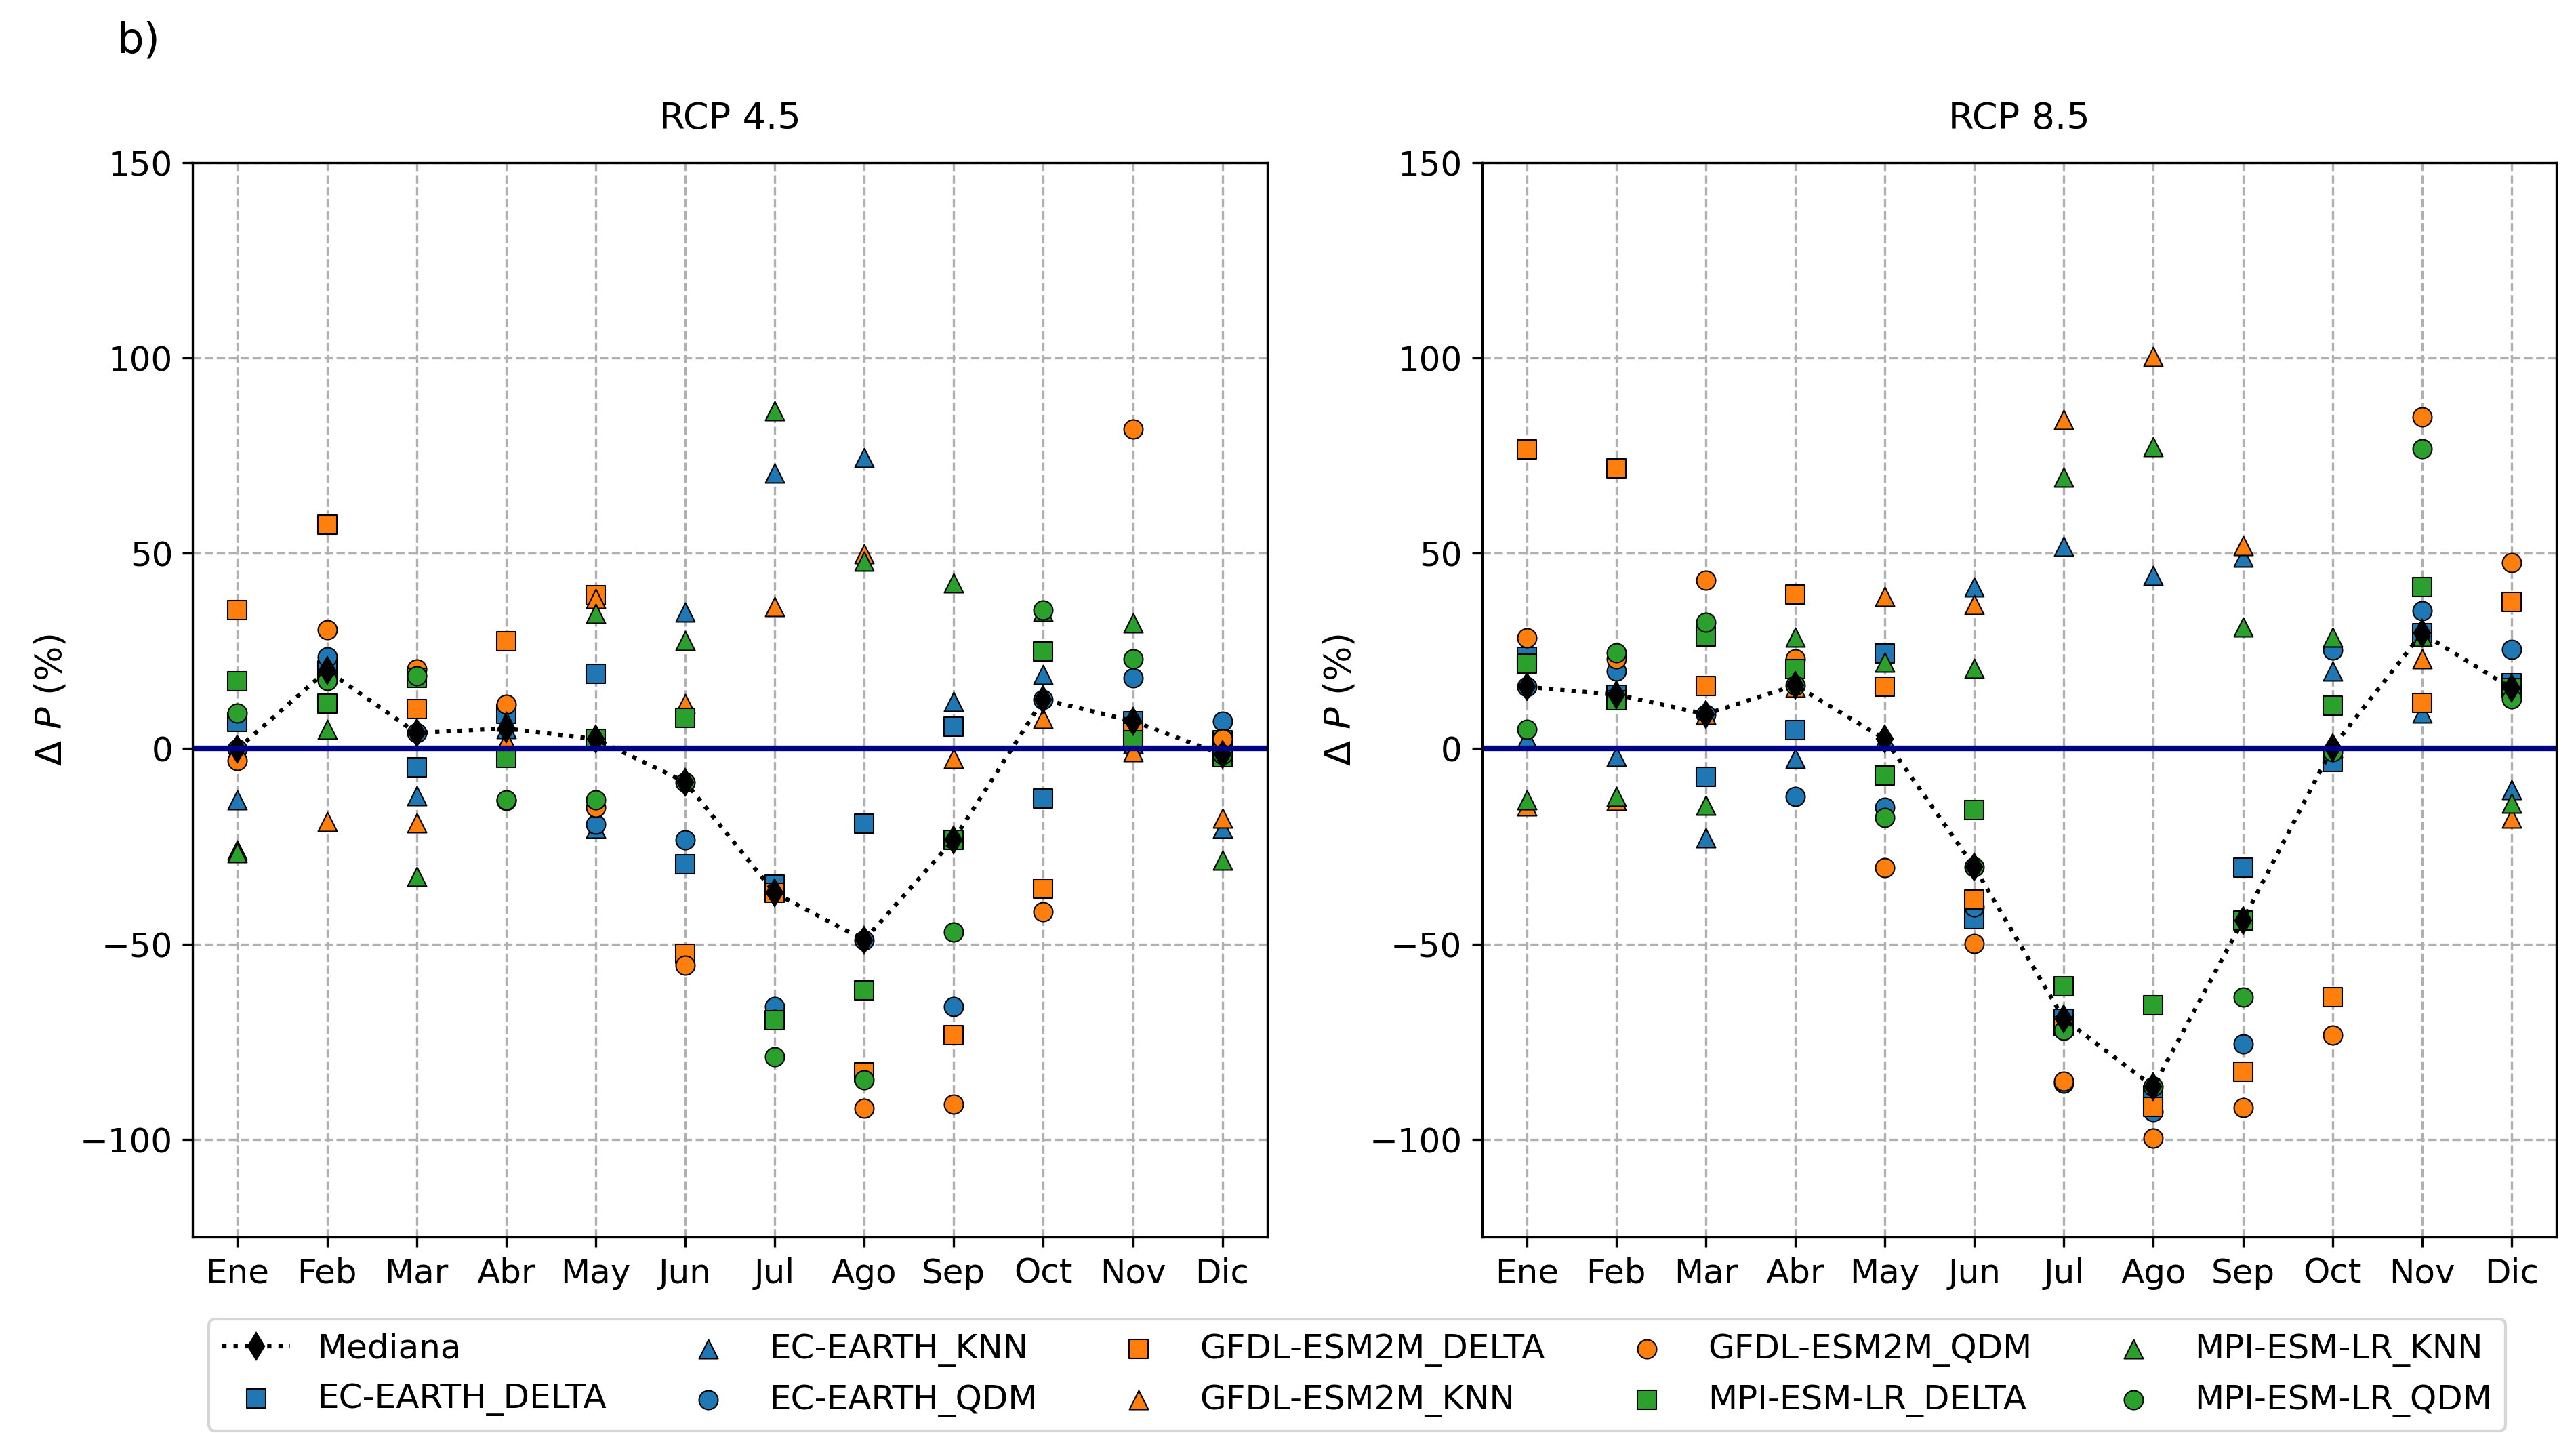 b)
RCP 4.5
RCP 8.5
Δ P (%)
150
100
50
0
−50
−100
Ene Feb Mar Abr May Jun Jul Ago Sep Oct Nov Dic
Δ P (%)
150
100
50
0
−50
−100
Ene Feb Mar Abr May Jun Jul Ago Sep Oct Nov Dic
Mediana EC-EARTH_KNN GFDL-ESM2M_DELTA GFDL-ESM2M_QDM MPI-ESM-LR_KNN
EC-EARTH_DELTA EC-EARTH_QDM GFDL-ESM2M_KNN MPI-ESM-LR_DELTA MPI-ESM-LR_QDM